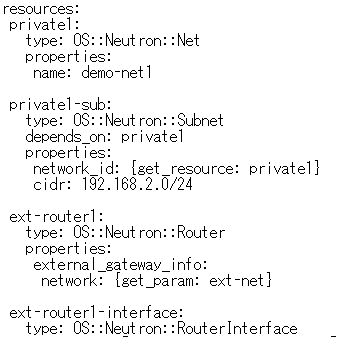 resources:
 private1:
   type: OS::Neutron::Net
   properties:
    name: demo-net1

 private1-sub:
   type: OS::Neutron::Subnet
   depends_on: private1
   properties:
    network_id: {get_resource: private1}
    cidr: 192.168.2.0/24

 ext-router1:
   type: OS::Neutron::Router
   properties:
    external_gateway_info:
     network: {get_param: ext-net}

 ext-router1-interface:
   type: OS::Neutron::RouterInterface